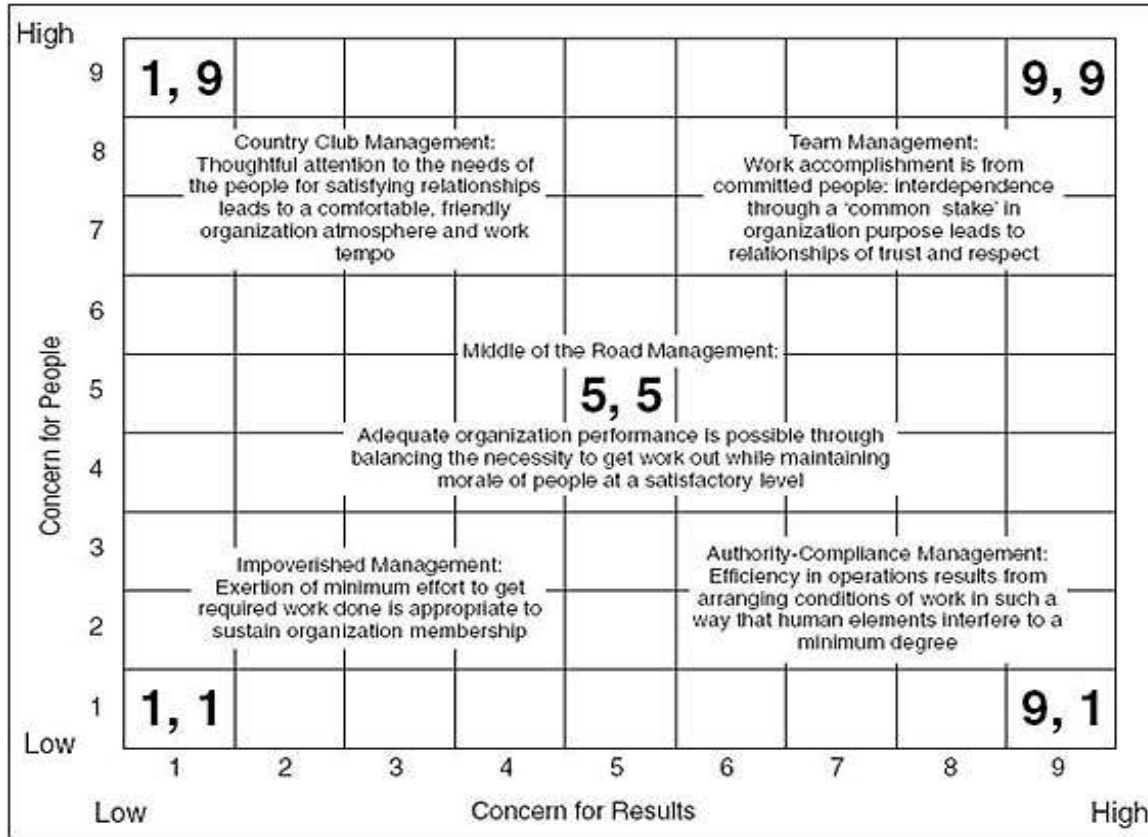 High
9
1, 9
9, 9
8
Country Club Management:
Thoughtful attention to the needs of
the people for satisfying relationships
leads to a comfortable, friendly
organization atmosphere and work
tempo
Team Management:
Work accomplishment is from
committed people: interdependence
through a 'common stake' in
organization purpose leads to
relationships of trust and respect
7
6
Concern for People
5
Middle of the Road Management:
5, 5
Adequate organization performance is possible through
balancing the necessity to get work out while maintaining
morale of people at a satisfactory level
4
3
Impoverished Management:
Exertion of minimum effort to get
required work done is appropriate to
sustain organization membership
Authority-Compliance Management:
Efficiency in operations results from
arranging conditions of work in such a
way that human elements interfere to a
minimum degree
2
1
1, 1
9, 1
Low
1 2 3 4 5 6 7 8 9
Low Concern for Results High